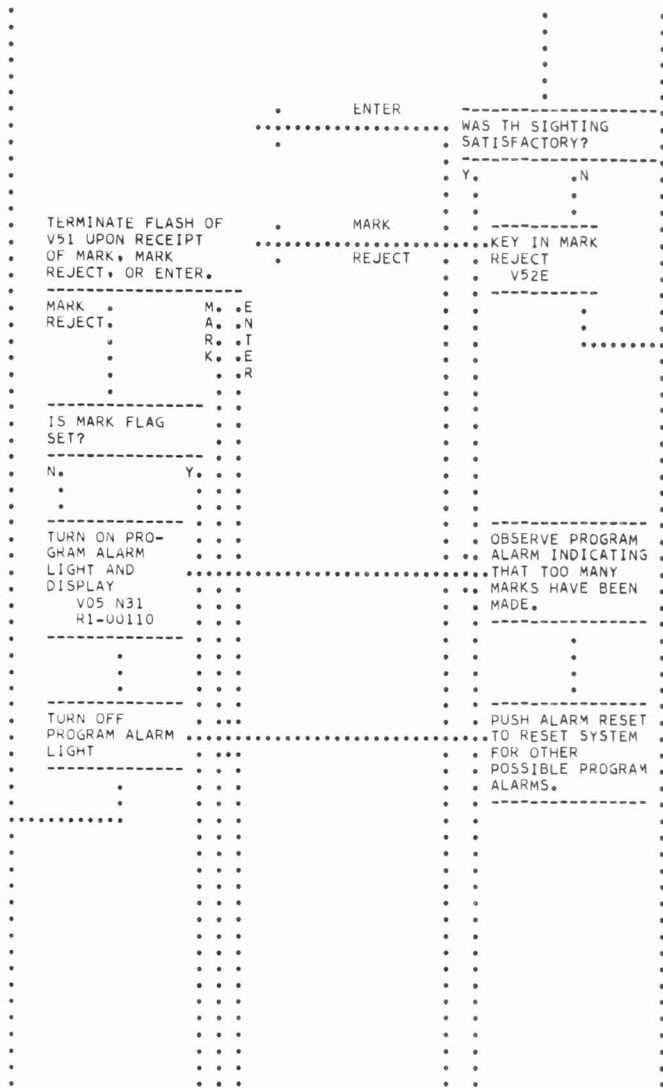 ENTER
WAS TH SIGHTING
SATISFACTORY?
Y. .N
TERMINATE FLASH OF
V51 UPON RECEIPT
OF MARK, MARK
REJECT, OR ENTER.
MARK
REJECT
KEY IN MARK
REJECT
V52E
MARK
REJECT.
MARK
ENTER
IS MARK FLAG
SET?
N. Y.
TURN ON PRO-
GRAM ALARM
LIGHT AND
DISPLAY
V05 N31
R1-00110
OBSERVE PROGRAM
ALARM INDICATING
THAT TOO MANY
MARKS HAVE BEEN
MADE.
TURN OFF
PROGRAM ALARM
LIGHT
PUSH ALARM RESET
TO RESET SYSTEM
FOR OTHER
POSSIBLE PROGRAM
ALARMS.